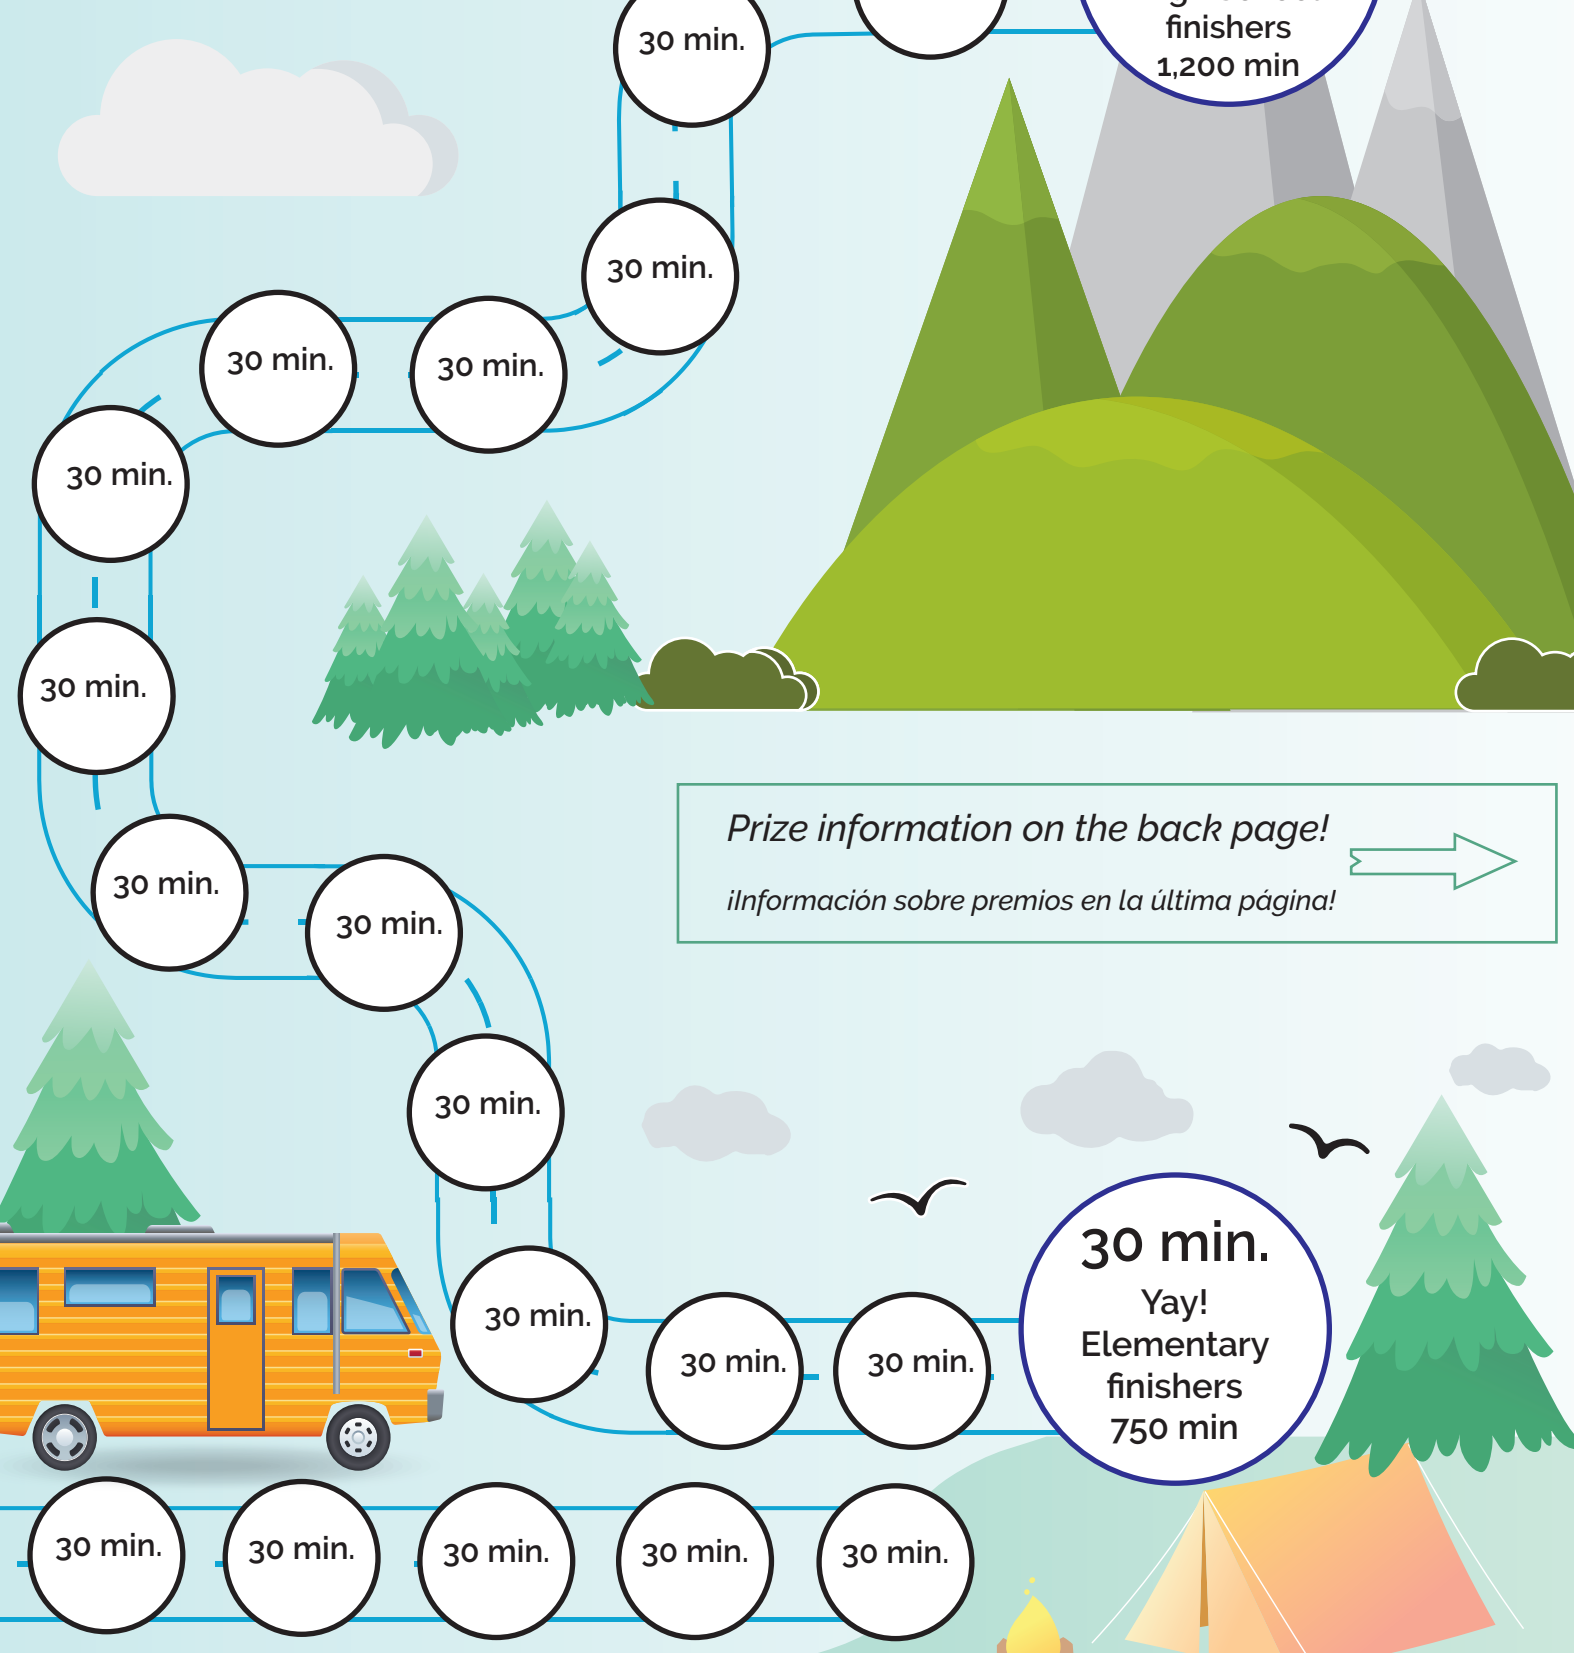 finishers
1,200 min
30 min.
30 min.
30 min.
30 min.
30 min.
30 min.
Prize information on the back page!
¡Información sobre premios en la última página!
30 min.
30 min.
30 min.
30 min.
Yay!
Elementary
finishers
750 min
30 min.
30 min.
30 min.
30 min.
30 min.
30 min.
30 min.
30 min.